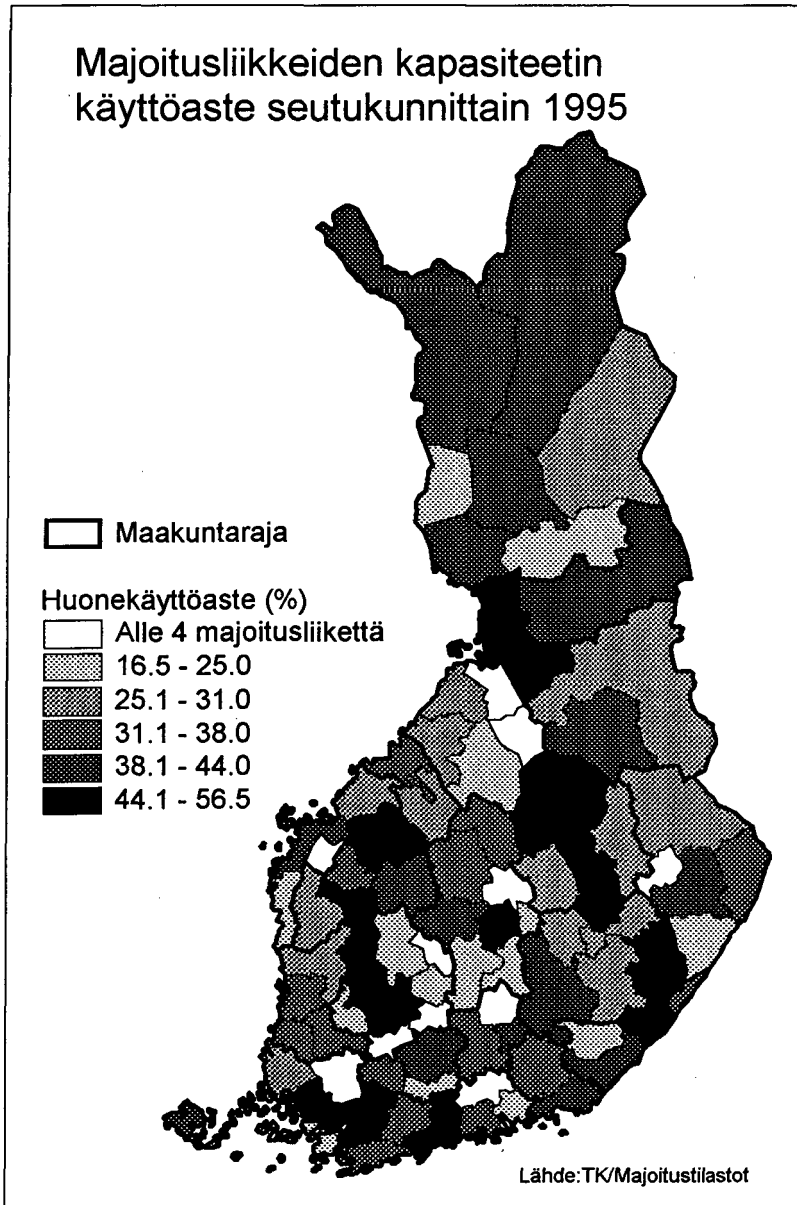 Majoitusliikkeiden kapasiteetin
käyttöaste seutukunnittain 1995
Maakuntaraja
Huonekäyttöaste (%)
Alle 4 majoitusliikettä
16.5 - 25.0
25.1 - 31.0
31.1 - 38.0
38.1 - 44.0
44.1 - 56.5
Lähde:TK/Majoitustilastot